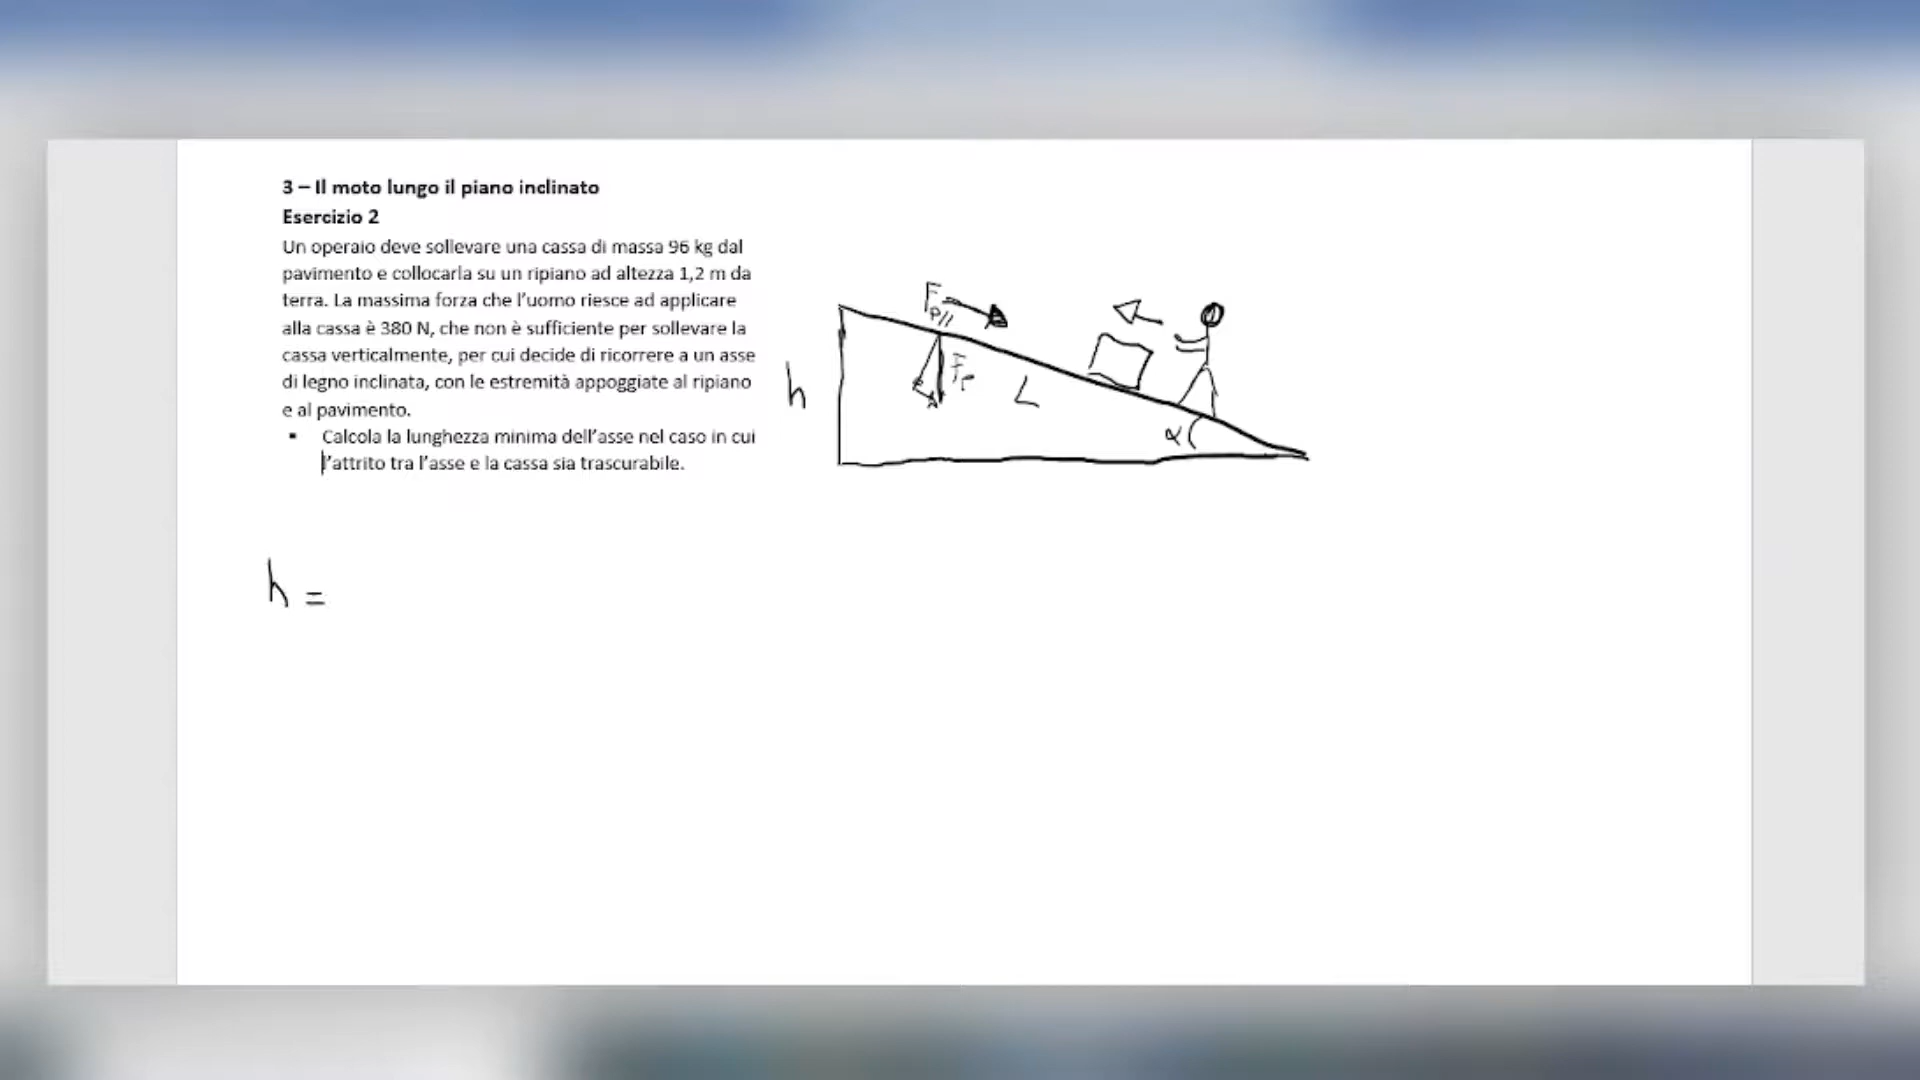 3 – Il moto lungo il piano inclinato
Esercizio 2
Un operaio deve sollevare una cassa di massa 96 kg dal
pavimento e collocarla su un ripiano ad altezza 1,2 m da
terra. La massima forza che l'uomo riesce ad applicare
alla cassa è 380 N, che non è sufficiente per sollevare la
cassa verticalmente, per cui decide di ricorrere a un asse
di legno inclinata, con le estremità appoggiate al ripiano
e al pavimento.
▪ Calcola la lunghezza minima dell'asse nel caso in cui
l'attrito tra l'asse e la cassa sia trascurabile.
Fp//
Fp
h
L
α
h =